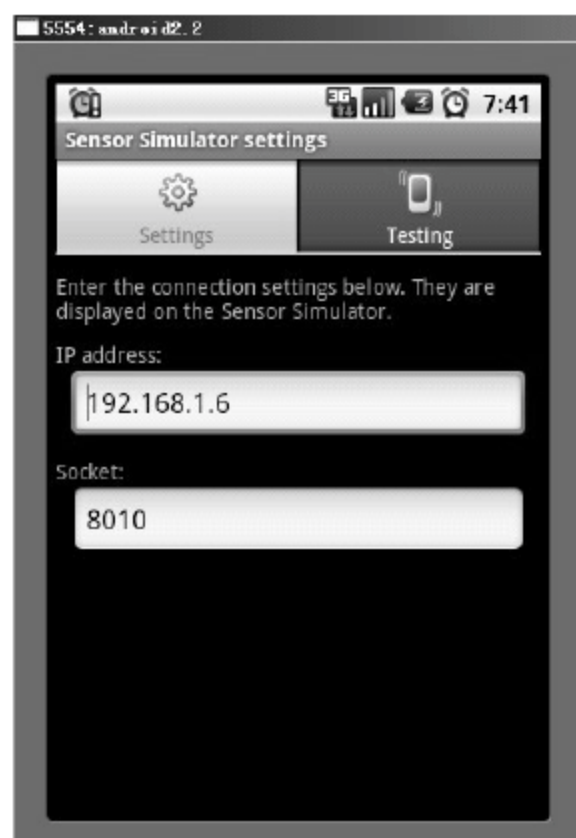 5554:android2.2
3G
7:41
Sensor Simulator settings
Settings
Testing
Enter the connection settings below. They are
displayed on the Sensor Simulator.
IP address:
192.168.1.6
Socket:
8010